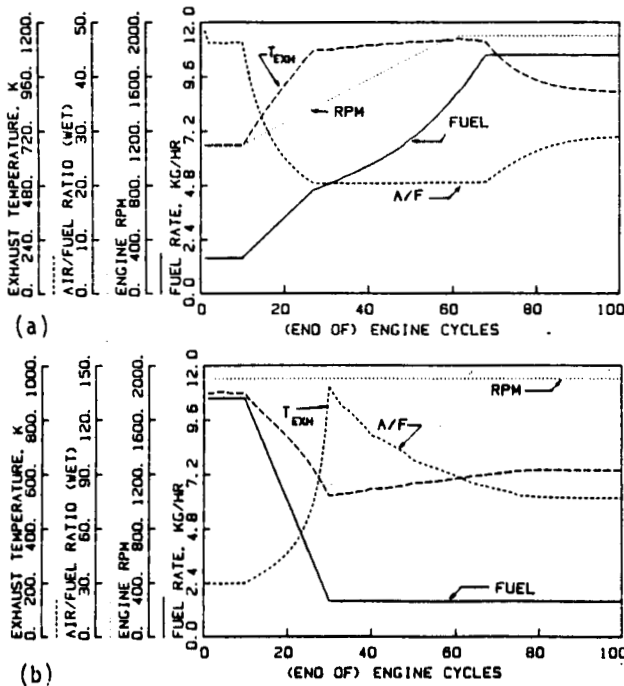 EXHAUST TEMPERATURE, K
0. 240 480 720 960 1200.
AIR/FUEL RATIO (WET)
0. 10 20 30 40 50.
ENGINE RPM
0. 400 800 1200 1600 2000.
FUEL RATE, KG/HR
0.0 2.4 4.8 7.2 9.6 12.0
T EXH
RPM
FUEL
A/F
0 20 40 60 80 100
(END OF) ENGINE CYCLES
(a)
EXHAUST TEMPERATURE, K
0. 200 400 600 800 1000.
AIR/FUEL RATIO (WET)
0. 30 60 90 120 150.
ENGINE RPM
0. 400 800 1200 1600 2000.
FUEL RATE, KG/HR
0.0 2.4 4.8 7.2 9.6 12.0
RPM
T EXH
A/F
FUEL
0 20 40 60 80 100
(END OF) ENGINE CYCLES
(b)